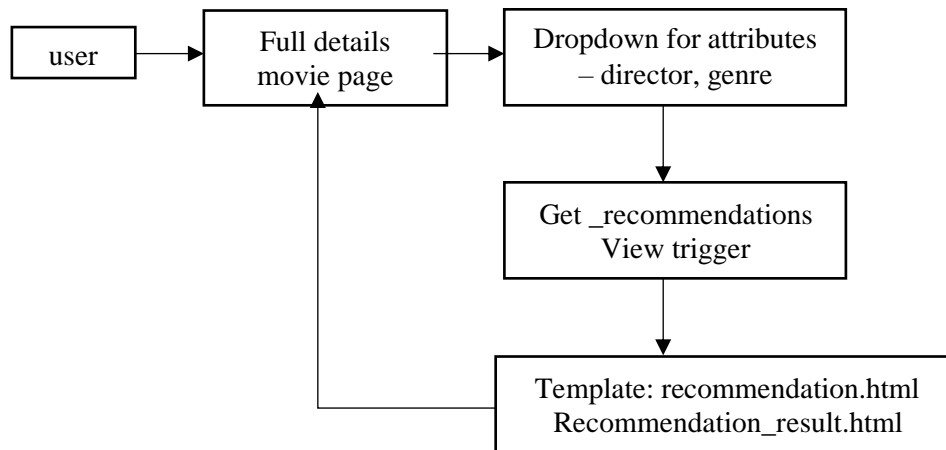 user
Full details
movie page
Dropdown for attributes
– director, genre
Get _recommendations
View trigger
Template: recommendation.html
Recommendation_result.html